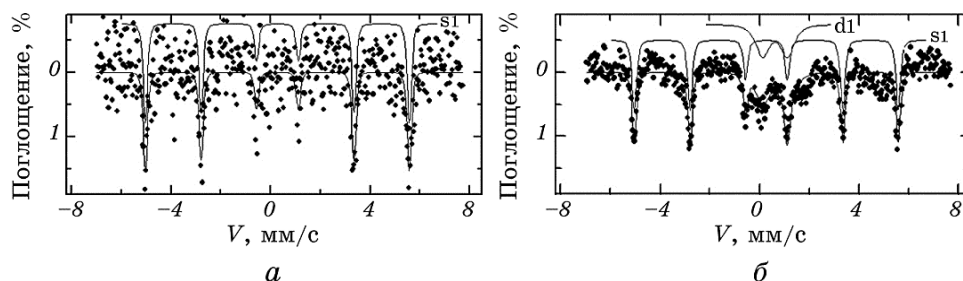 Поглощение, %
0
1
s1
−8 −4 0 4 8
V, мм/с
а
Поглощение, %
0
1
d1
s1
−8 −4 0 4 8
V, мм/с
б